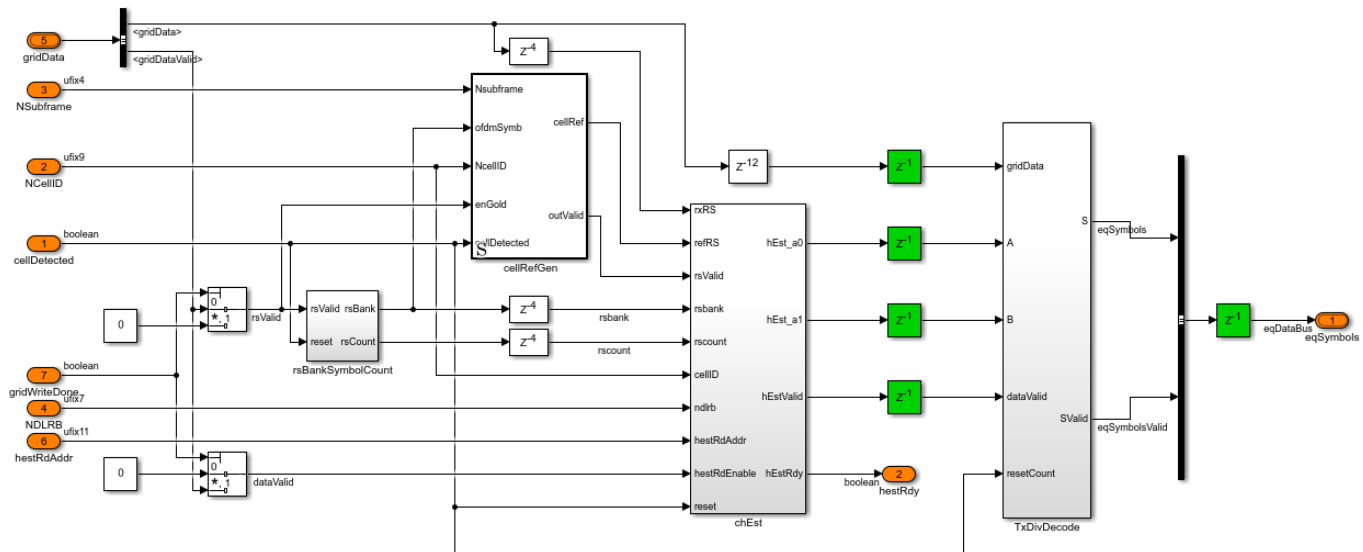 5
gridData
<gridData>
<gridDataValid>
z-4
3
ufix4
NSubframe
2
ufix9
NCellID
1
boolean
cellDetected
Nsubframe
ofdmSymb
NcellID
enGold
cellDetected
S
cellRef
outValid
cellRefGen
0
0
*, 1
rsValid
rsValid
reset
rsBank
rsCount
rsBankSymbolCount
z-4
rsbank
z-4
rscount
7
boolean
gridWriteDone
4
ufix7
NDLRB
6
ufix11
hestRdAddr
0
0
*, 1
dataValid
rxRS
refRS
rsValid
rsbank
rscount
cellID
ndlrb
hestRdAddr
hestRdEnable
reset
hEst_a0
hEst_a1
hEstValid
hEstRdy
chEst
z-12
z-1
z-1
z-1
z-1
boolean
2
hestRdy
gridData
A
B
dataValid
resetCount
S
SValid
TxDivDecode
eqSymbols
eqSymbolsValid
z-1
eqDataBus
1
eqSymbols